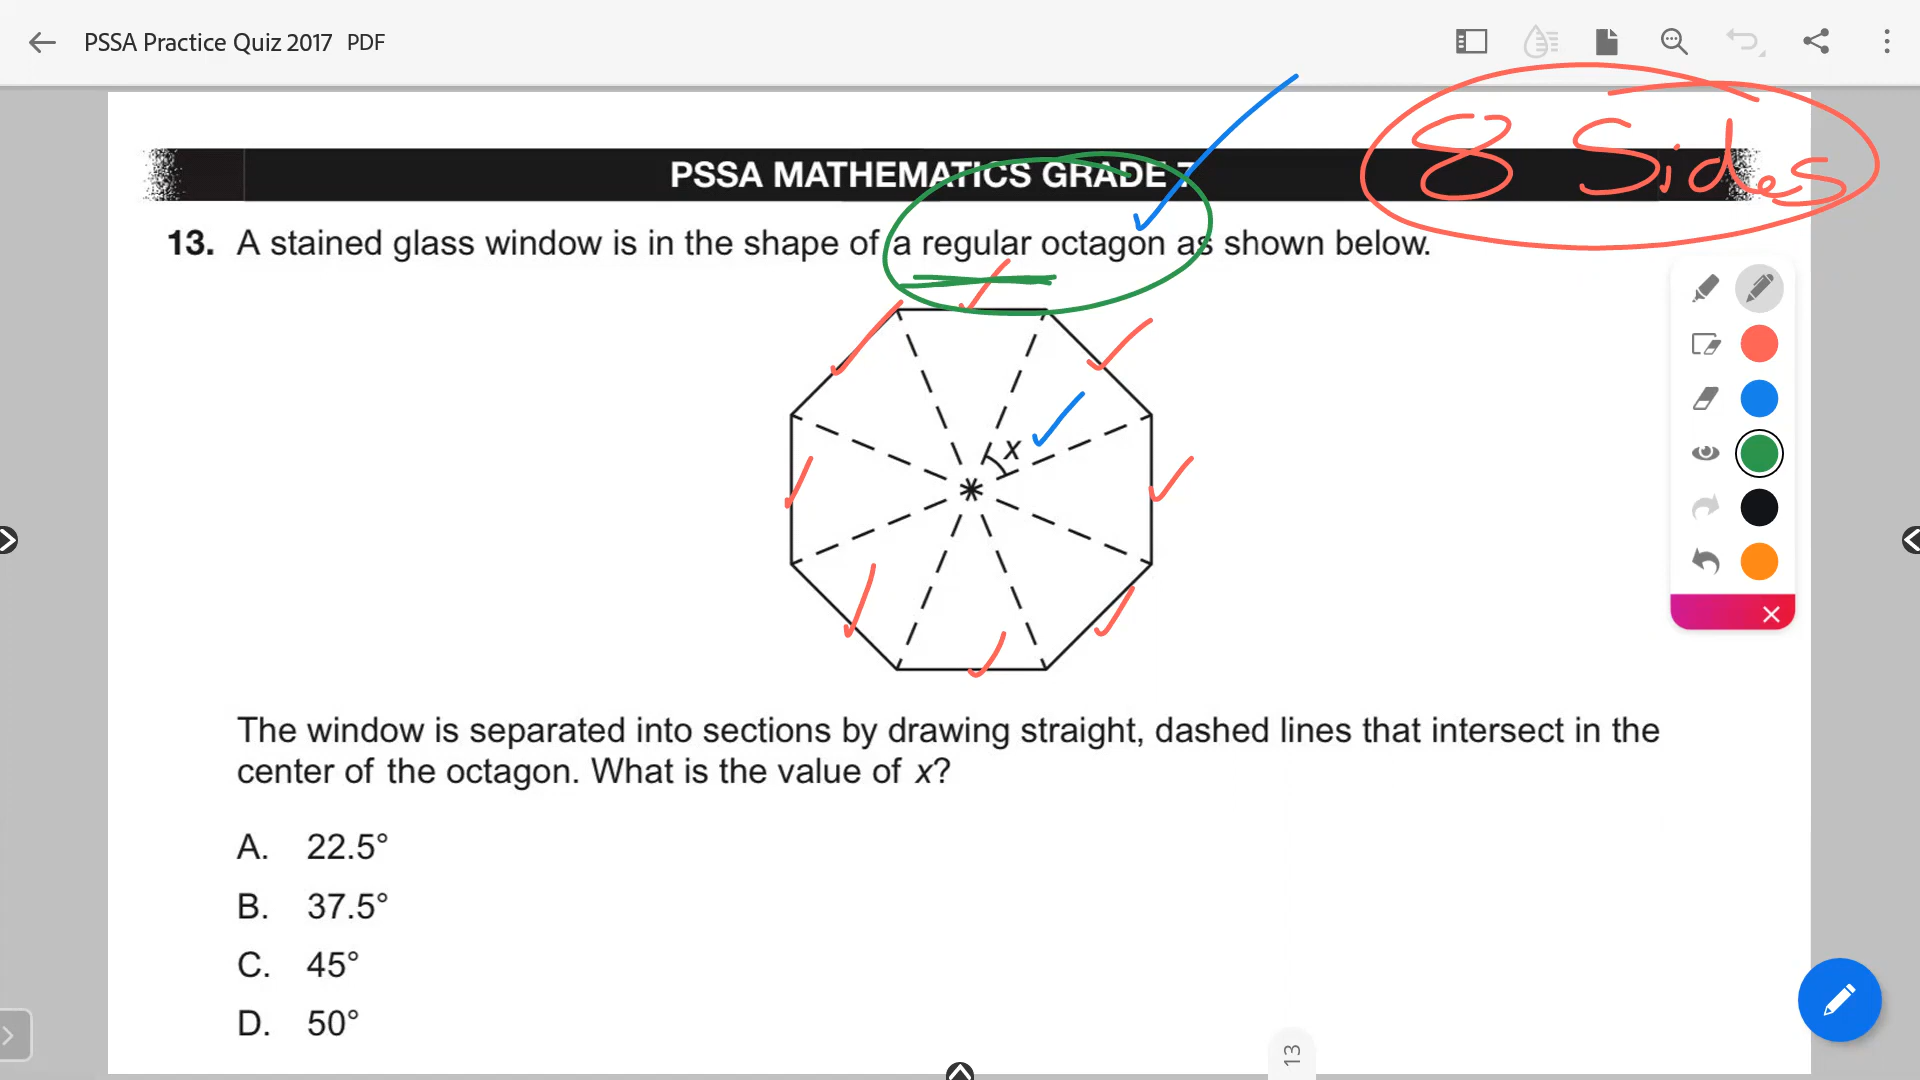 PSSA Practice Quiz 2017 PDF
8 Sides
PSSA MATHEMATICS GRADE 7
13. A stained glass window is in the shape of a regular octagon as shown below.
x
The window is separated into sections by drawing straight, dashed lines that intersect in the
center of the octagon. What is the value of x?
A. 22.5°
B. 37.5°
C. 45°
D. 50°
13